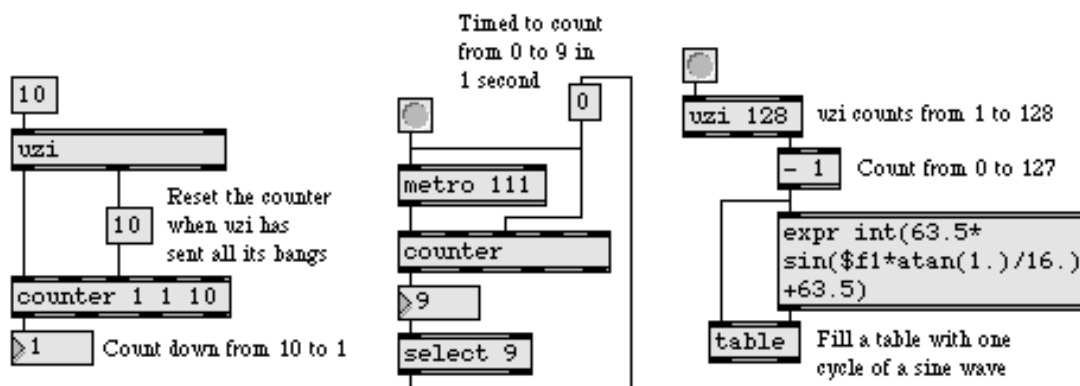 10
uzi
10
Reset the counter
when uzi has
sent all its bangs
counter 1 1 10
1
Count down from 10 to 1
Timed to count
from 0 to 9 in
1 second
0
metro 111
counter
9
select 9
uzi 128
uzi counts from 1 to 128
- 1
Count from 0 to 127
expr int(63.5*
sin($f1*atan(1.)/16.)
+63.5)
table
Fill a table with one
cycle of a sine wave